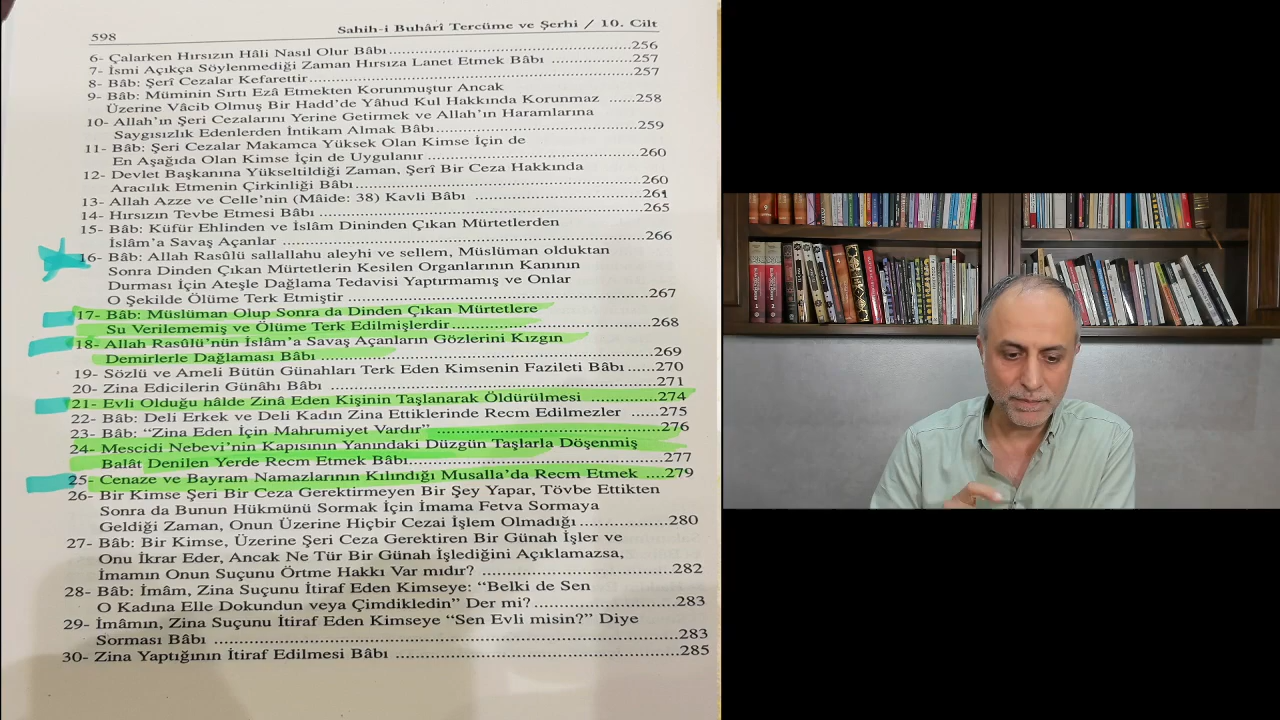 598
Sahih-i Buhârî Tercüme ve Şerhi / 10. Cilt
6- Çalarken Hırsızın Hâli Nasıl Olur Bâbı ......256
7- İsmi Açıkça Söylenmediği Zaman Hırsıza Lanet Etmek Bâbı ......257
8- Bâb: Şerî Cezalar Kefarettir......257
9- Bâb: Müminin Sırtı Ezâ Etmekten Korunmuştur Ancak
Üzerine Vâcib Olmuş Bir Hadd'de Yâhud Kul Hakkında Korunmaz ......258
10- Allah'ın Şeri Cezalarını Yerine Getirmek ve Allah'ın Haramlarına
Saygısızlık Edenlerden İntikam Almak Bâbı......259
11- Bâb: Şeri Cezalar Makamca Yüksek Olan Kimse İçin de
En Aşağıda Olan Kimse İçin de Uygulanır ......260
12- Devlet Başkanına Yükseltildiği Zaman, Şerî Bir Ceza Hakkında
Aracılık Etmenin Çirkinliği Bâbı......260
13- Allah Azze ve Celle'nin (Mâide: 38) Kavli Bâbı ......261
14- Hırsızın Tevbe Etmesi Bâbı ......265
15- Bâb: Küfür Ehlinden ve İslâm Dininden Çıkan Mürtetlerden
İslâm'a Savaş Açanlar ......266
16- Bâb: Allah Rasûlü sallallahu aleyhi ve sellem, Müslüman olduktan
Sonra Dinden Çıkan Mürtetlerin Kesilen Organlarının Kanının
Durması İçin Ateşle Dağlama Tedavisi Yaptırmamış ve Onlar
O Şekilde Ölüme Terk Etmiştir ......267
17- Bâb: Müslüman Olup Sonra da Dinden Çıkan Mürtetlere
Su Verilememiş ve Ölüme Terk Edilmişlerdir......268
18- Allah Rasûlü'nün İslâm'a Savaş Açanların Gözlerini Kızgın
Demirlerle Dağlaması Bâbı ......269
19- Sözlü ve Ameli Bütün Günahları Terk Eden Kimsenin Fazileti Bâbı......270
20- Zina Edicilerin Günâhı Bâbı ......271
21- Evli Olduğu hâlde Zinâ Eden Kişinin Taşlanarak Öldürülmesi ......274
22- Bâb: Deli Erkek ve Deli Kadın Zina Ettiklerinde Recm Edilmezler ......275
23- Bâb: "Zina Eden İçin Mahrumiyet Vardır" ......276
24- Mescidi Nebevi'nin Kapısının Yanındaki Düzgün Taşlarla Döşenmiş
Balât Denilen Yerde Recm Etmek Bâbı......277
25- Cenaze ve Bayram Namazlarının Kılındığı Musalla'da Recm Etmek ....279
26- Bir Kimse Şeri Bir Ceza Gerektirmeyen Bir Şey Yapar, Tövbe Ettikten
Sonra da Bunun Hükmünü Sormak İçin İmama Fetva Sormaya
Geldiği Zaman, Onun Üzerine Hiçbir Cezai İşlem Olmadığı......280
27- Bâb: Bir Kimse, Üzerine Şeri Ceza Gerektiren Bir Günah İşler ve
Onu İkrar Eder, Ancak Ne Tür Bir Günah İşlediğini Açıklamazsa,
İmamın Onun Suçunu Örtme Hakkı Var mıdır? ......282
28- Bâb: İmâm, Zina Suçunu İtiraf Eden Kimseye: "Belki de Sen
O Kadına Elle Dokundun veya Çimdikledin" Der mi?......283
29- İmâmın, Zina Suçunu İtiraf Eden Kimseye "Sen Evli misin?" Diye
Sorması Bâbı ......283
30- Zina Yaptığının İtiraf Edilmesi Bâbı ......285